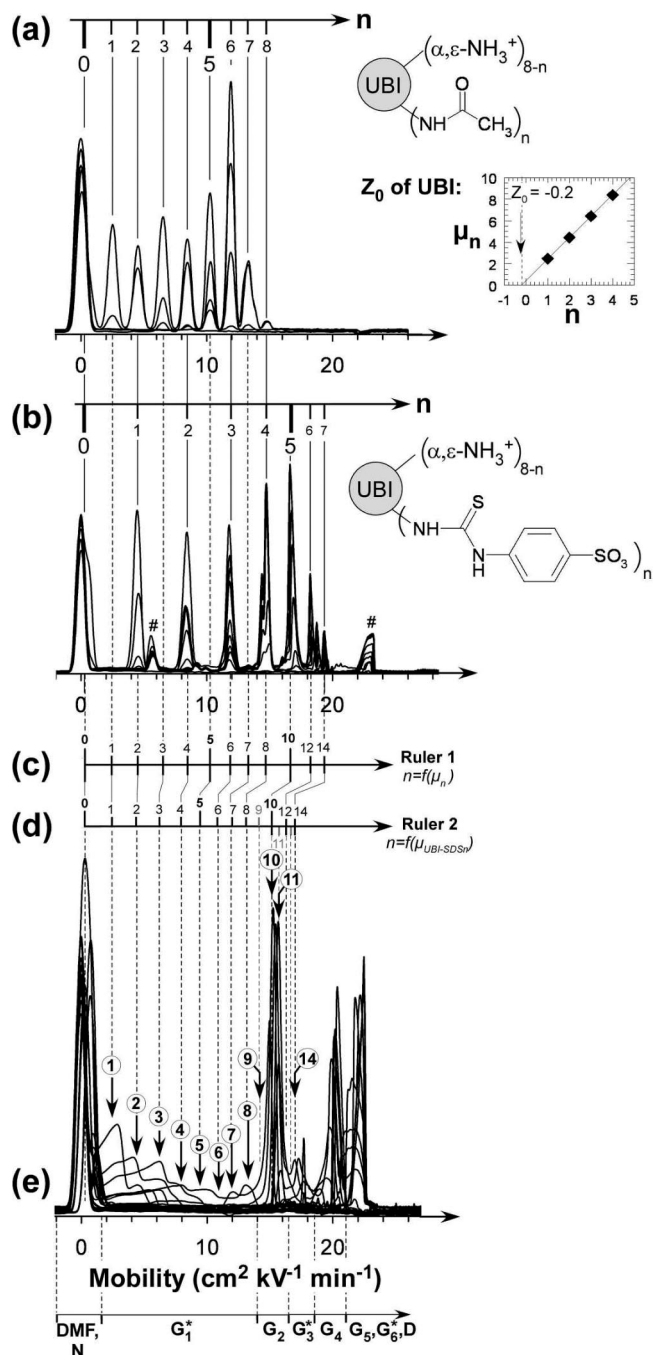 (a)
n
0 1 2 3 4 5 6 7 8
(α,ε-NH3+)8-n
UBI
O
(NH CH3)n
Z0 of UBI:
Z0 = -0.2
μn
10
8
6
4
2
0
-1 0 1 2 3 4 5
n
0 10 20
(b)
n
0 1 2 3 4 5 6 7
(α,ε-NH3+)8-n
UBI
S
(NH NH SO3-)n
# #
0 10 20
(c)
0 1 2 3 4 5 6 7 8 10 12 14
Ruler 1
n=f(μn)
(d)
0 1 2 3 4 5 6 7 8 9 10 11 12 14
Ruler 2
n=f(μUBI-SDSn)
10
11
9
14
1
2
3
4
5
6
7
8
(e)
0 10 20
Mobility (cm2 kV-1 min-1)
DMF, N
G1* G2 G3* G4 G5,G6*,D